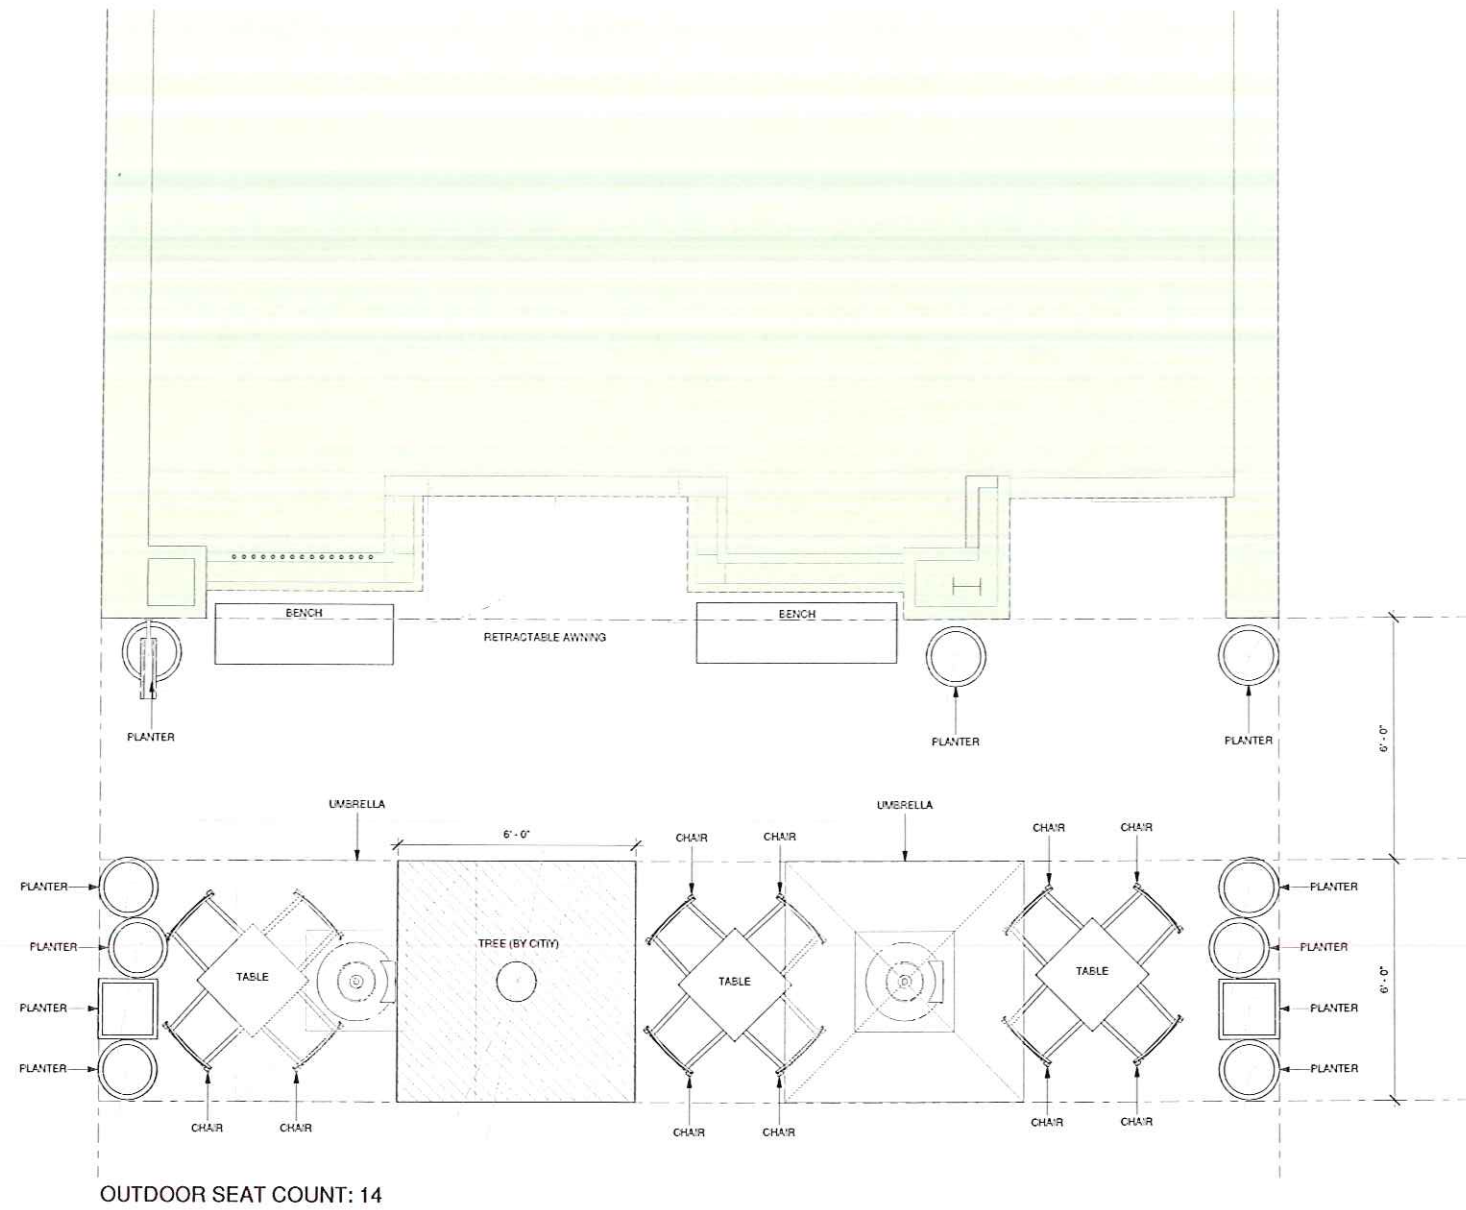 BENCH
BENCH
RETRACTABLE AWNING
PLANTER
PLANTER
PLANTER
6' - 0"
UMBRELLA
UMBRELLA
6' - 0"
CHAIR
CHAIR
CHAIR
CHAIR
PLANTER
PLANTER
PLANTER
TREE (BY CITIY)
PLANTER
TABLE
TABLE
TABLE
6' - 0"
PLANTER
PLANTER
PLANTER
PLANTER
CHAIR
CHAIR
CHAIR
CHAIR
CHAIR
CHAIR
OUTDOOR SEAT COUNT: 14